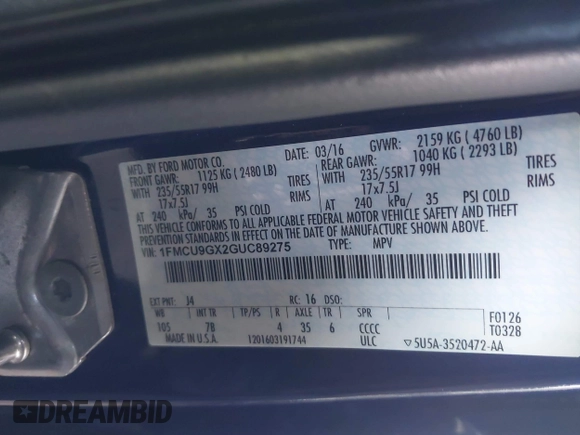 MFD. BY FORD MOTOR CO.
DATE: 03/16
GVWR: 2159 KG ( 4760 LB)
FRONT GAWR: 1125 KG ( 2480 LB)
REAR GAWR: 1040 KG ( 2293 LB)
WITH 235/55R17 99H TIRES
WITH 235/55R17 99H TIRES
17x7.5J RIMS
17x7.5J RIMS
AT 240 kPa/ 35 PSI COLD
AT 240 kPa/ 35 PSI COLD
THIS VEHICLE CONFORMS TO ALL APPLICABLE FEDERAL MOTOR VEHICLE SAFETY AND THEFT
PREVENTION STANDARDS IN EFFECT ON THE DATE OF MANUFACTURE SHOWN ABOVE.
VIN: 1FMCU9GX2GUC89275
TYPE: MPV
EXT PNT: J4 RC: 16 DSO:
WB INT TR TP/PS R AXLE TR SPR
105 7B 4 35 6 CCCC
F0126
T0328
MADE IN U.S.A. 1201603191744 ULC
▽5U5A-3520472-AA
DREAMBID